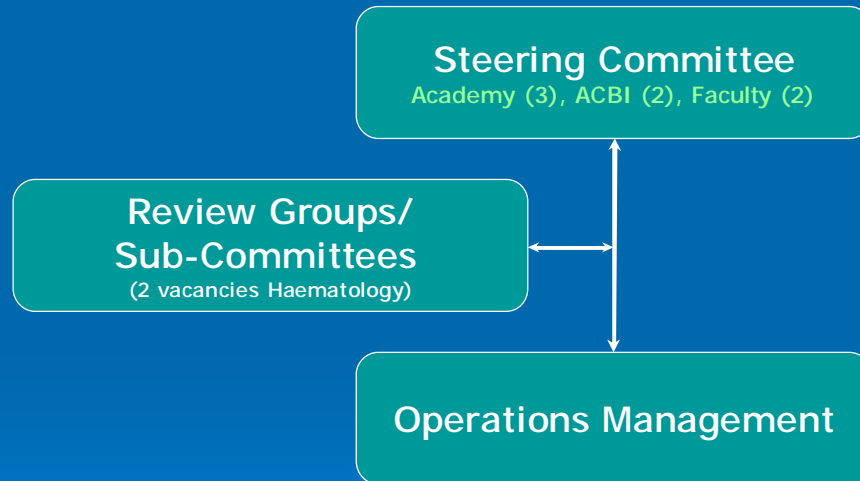 Steering Committee
Academy (3), ACBI (2), Faculty (2)
Review Groups/
Sub-Committees
(2 vacancies Haematology)
Operations Management